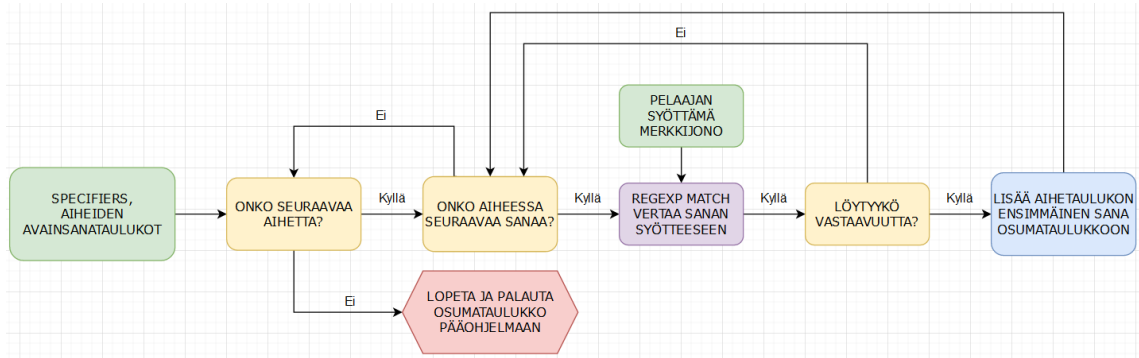 Ei
PELAAJAN
SYÖTTÄMÄ
MERKKIJONO
Ei
SPECIFIERS,
AIHEIDEN
AVAINSANATAULUKOT
ONKO SEURAAVAA
AIHETTA?
Kyllä
ONKO AIHEESSA
SEURAAVAA SANAA?
Kyllä
REGEXP MATCH
VERTAA SANAN
SYÖTTEESEEN
Kyllä
LÖYTYYKÖ
VASTAAVUUTTA?
Kyllä
LISÄÄ AIHETAULUKON
ENSIMMÄINEN SANA
OSUMATAULUKKOON
Ei
LOPETA JA PALAUTA
OSUMATAULUKKO
PÄÄOHJELMAAN